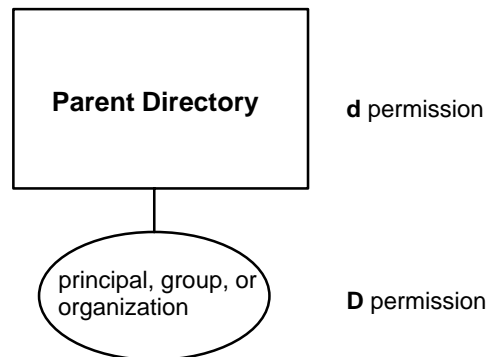 Parent Directory
d permission
principal, group, or
organization
D permission